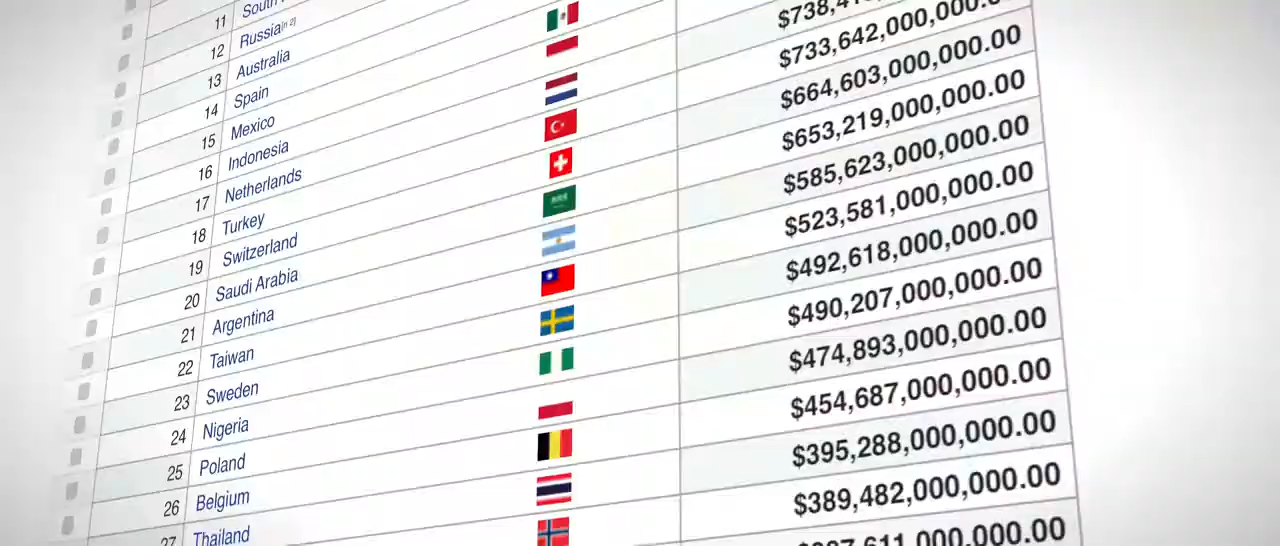 11
12 Russia[n 2]
13 Australia
14 Spain
15 Mexico
16 Indonesia
17 Netherlands
18 Turkey $733,642,000,000.00
19 Switzerland $664,603,000,000.00
20 Saudi Arabia $653,219,000,000.00
21 Argentina $585,623,000,000.00
22 Taiwan $523,581,000,000.00
23 Sweden $492,618,000,000.00
24 Nigeria $490,207,000,000.00
25 Poland $474,893,000,000.00
26 Belgium $454,687,000,000.00
27 Thailand $395,288,000,000.00
$389,482,000,000.00